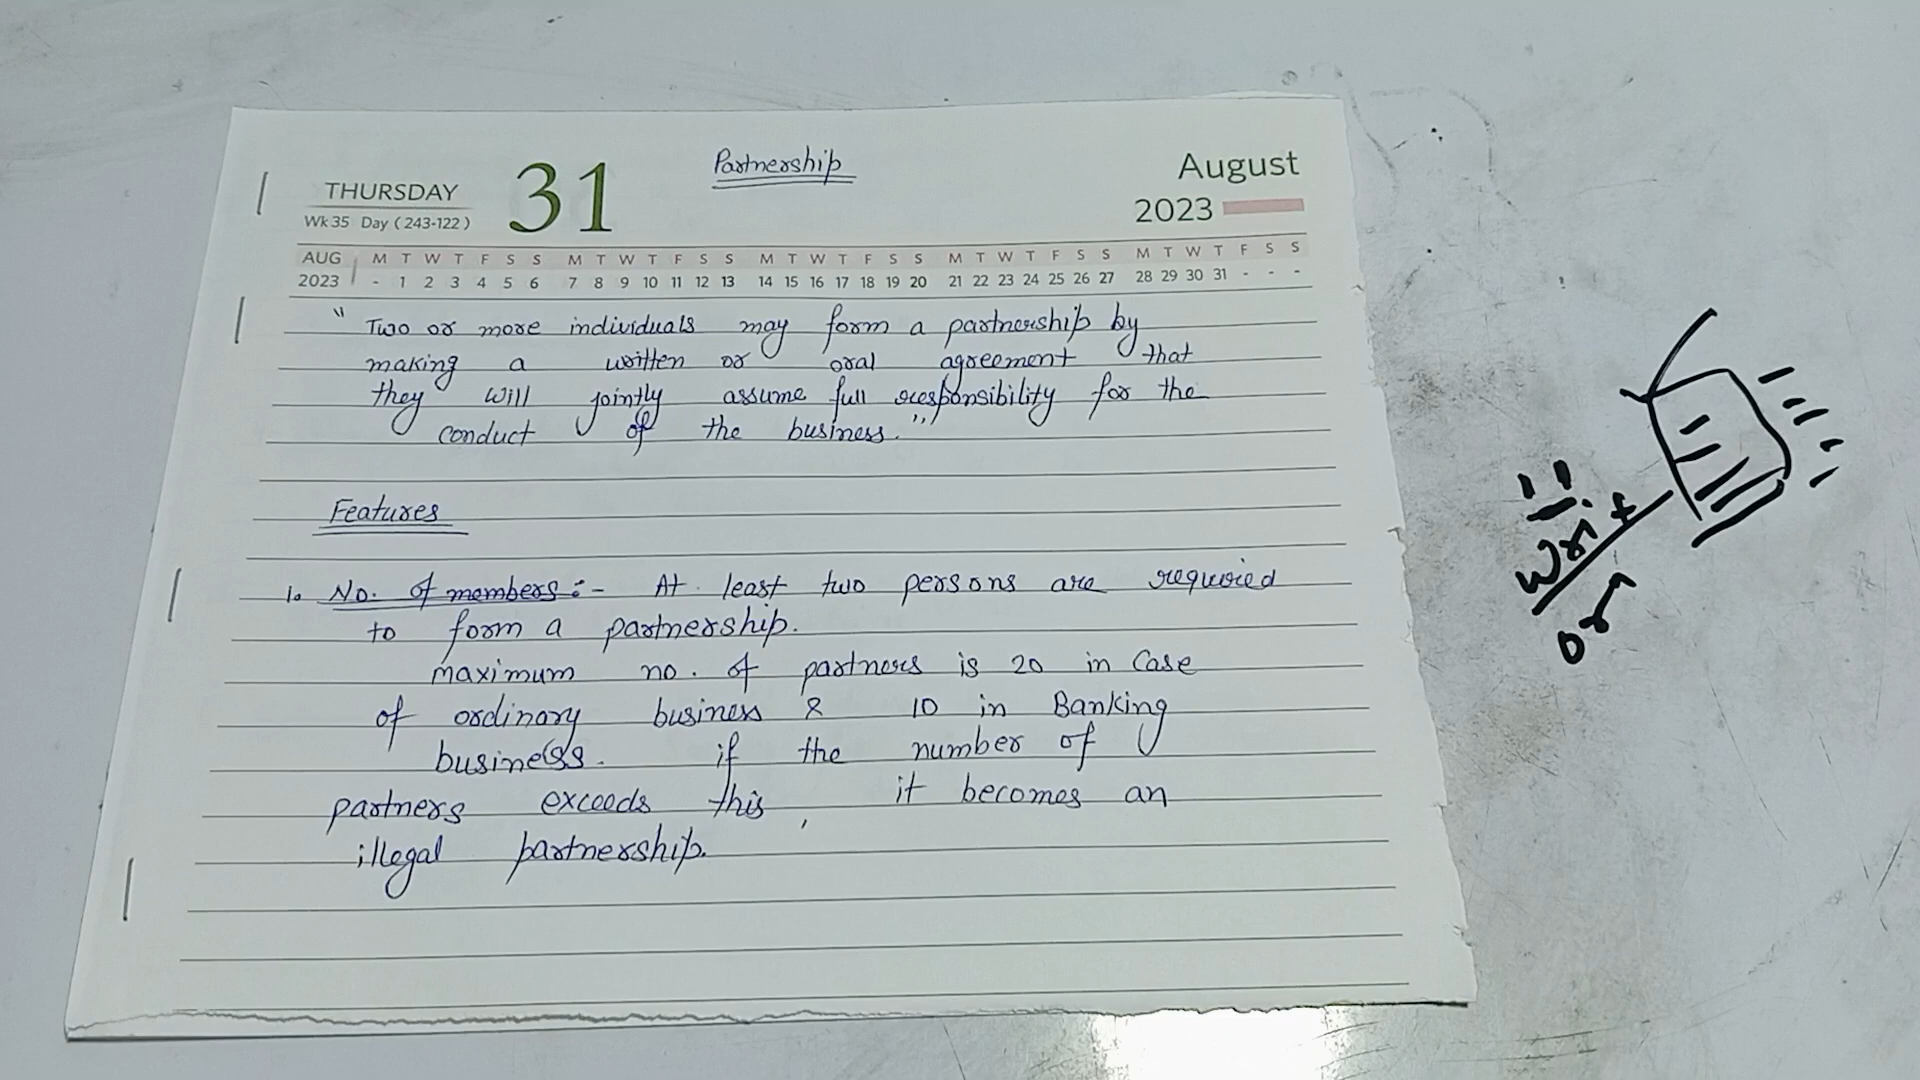 Partnership
THURSDAY 31 August
Wk 35 Day ( 243-122 ) 2023
AUG M T W T F S S M T W T F S S M T W T F S S M T W T F S S M T W T F S S
2023 - 1 2 3 4 5 6 7 8 9 10 11 12 13 14 15 16 17 18 19 20 21 22 23 24 25 26 27 28 29 30 31 - - -
" Two or more individuals may form a partnership by
making a written or oral agreement that
they will jointly assume full responsibility for the
conduct of the business."
Features
1. No. of members :- At least two persons are required
to form a partnership.
maximum no. of partners is 20 in Case
of ordinary business & 10 in Banking
business. if the number of
partners exceeds this, it becomes an
illegal partnership.
Writ
or